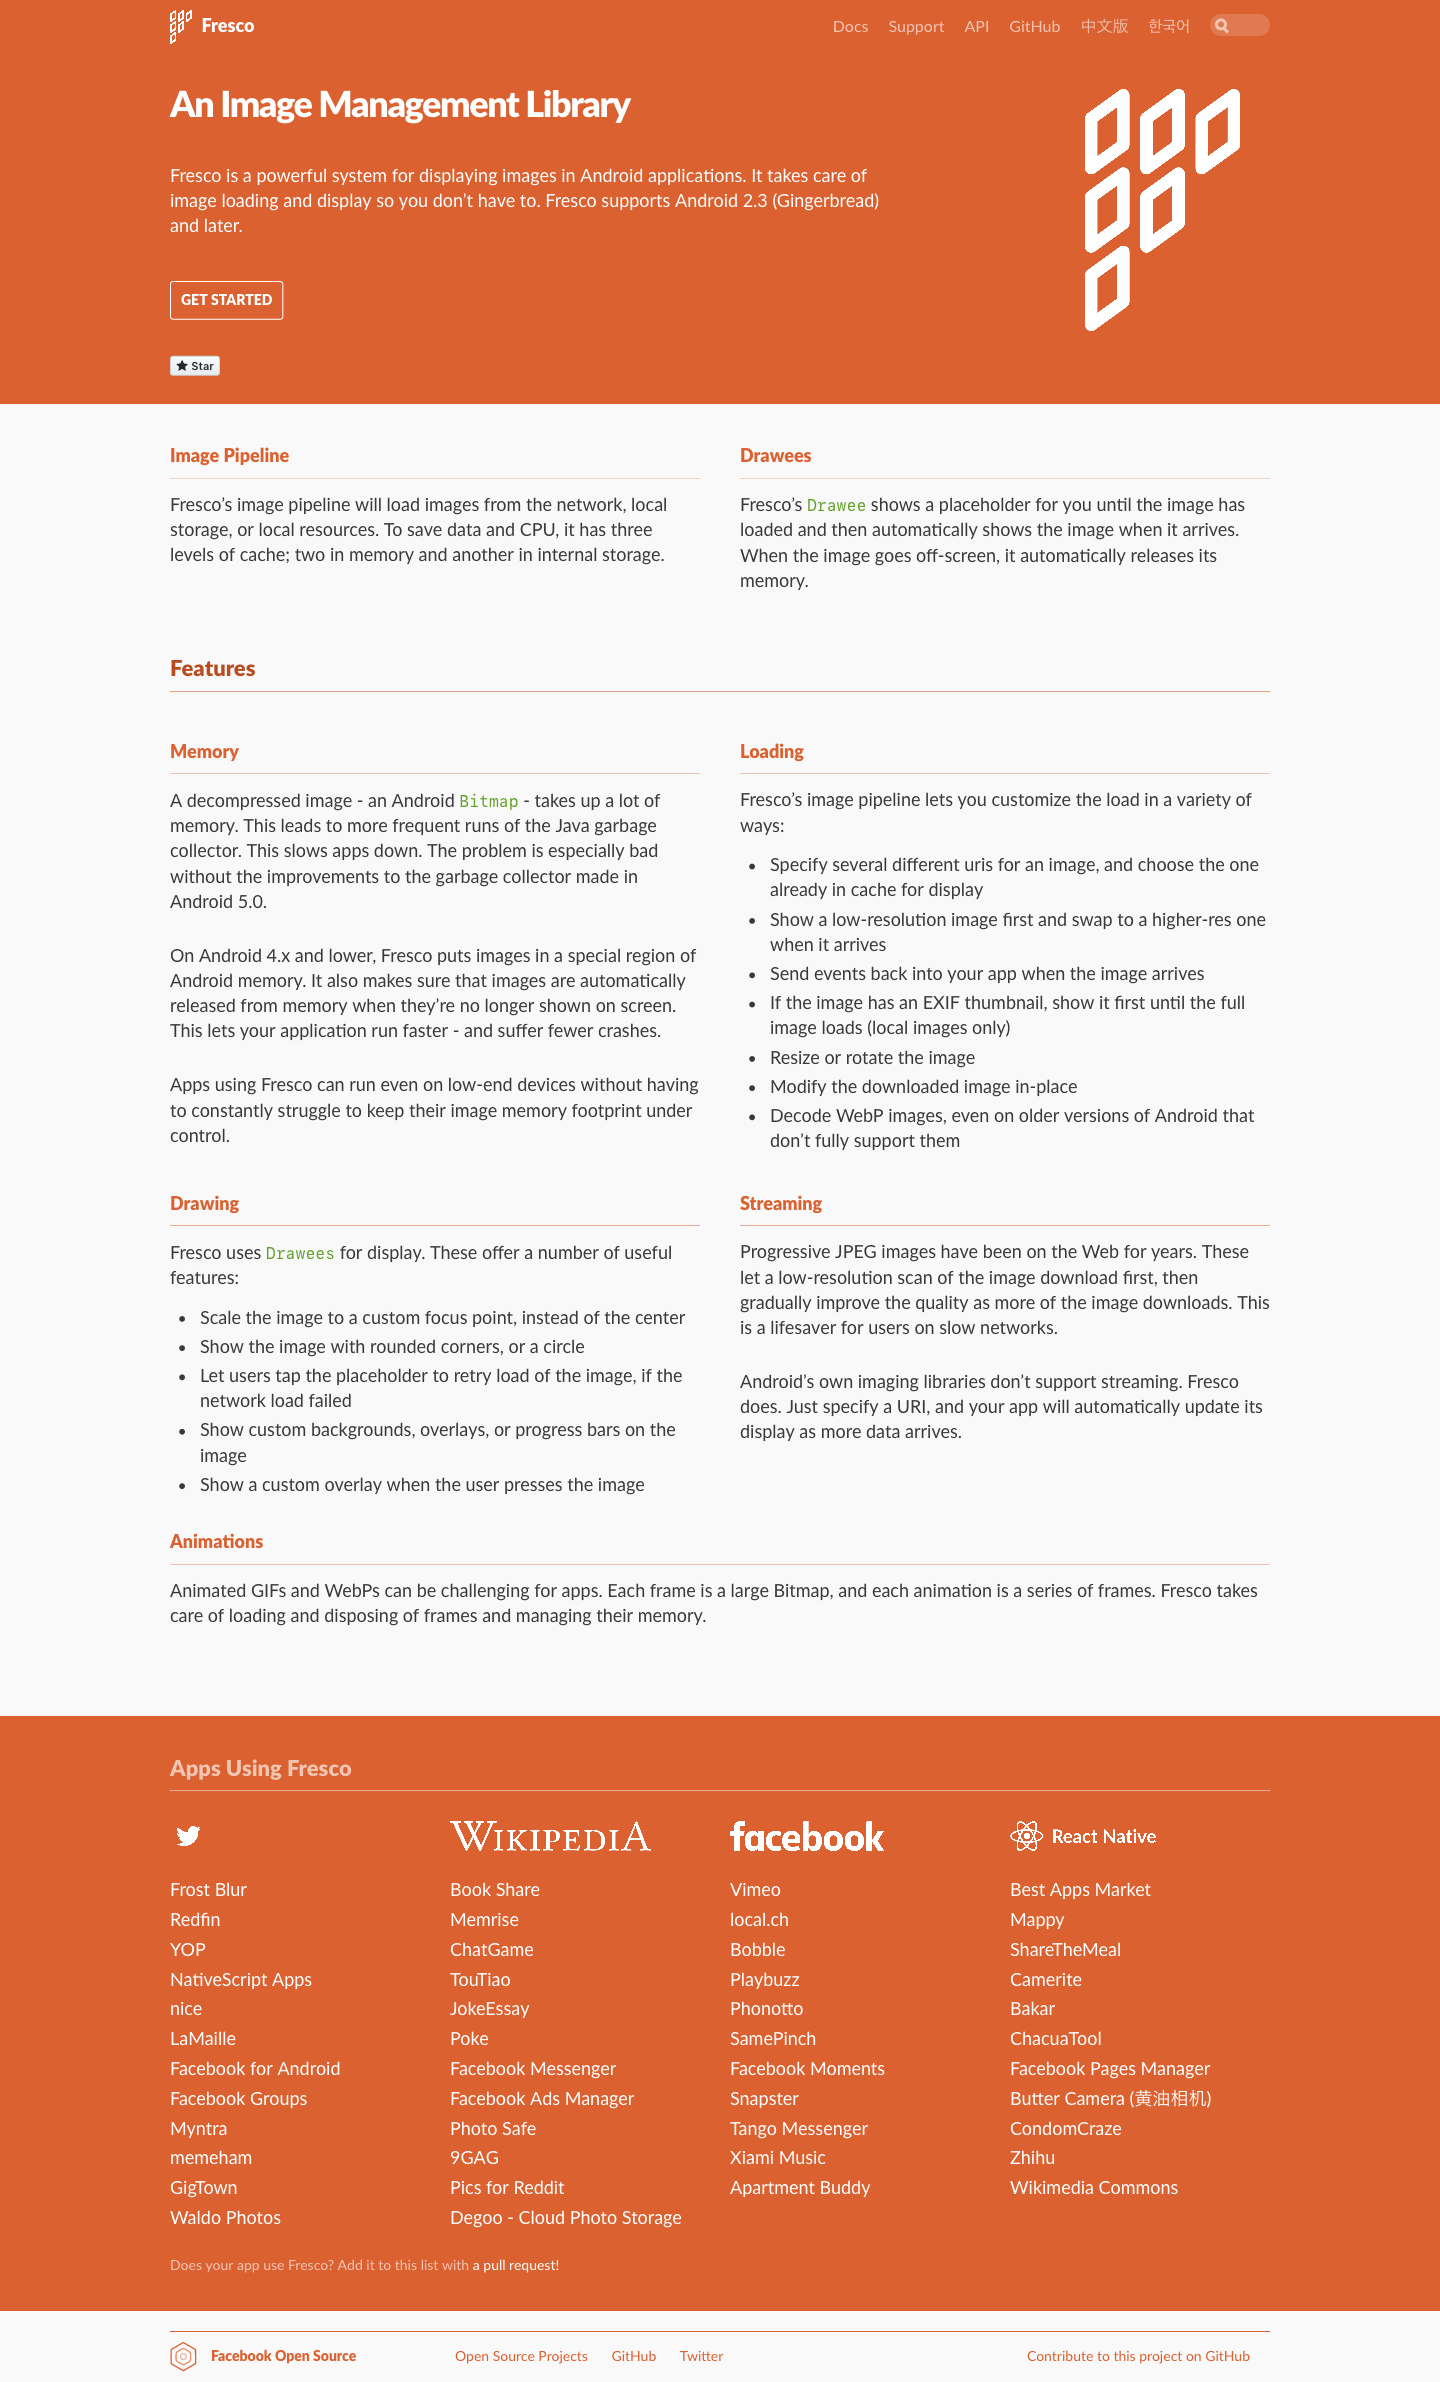 Fresco
Docs Support API GitHub 中文版 한국어
An Image Management Library
Fresco is a powerful system for displaying images in Android applications. It takes care of
image loading and display so you don’t have to. Fresco supports Android 2.3 (Gingerbread)
and later.
GET STARTED
Star
Image Pipeline
Fresco’s image pipeline will load images from the network, local
storage, or local resources. To save data and CPU, it has three
levels of cache; two in memory and another in internal storage.
Drawees
Fresco’s Drawee shows a placeholder for you until the image has
loaded and then automatically shows the image when it arrives.
When the image goes off-screen, it automatically releases its
memory.
Features
Memory
A decompressed image - an Android Bitmap - takes up a lot of
memory. This leads to more frequent runs of the Java garbage
collector. This slows apps down. The problem is especially bad
without the improvements to the garbage collector made in
Android 5.0.
On Android 4.x and lower, Fresco puts images in a special region of
Android memory. It also makes sure that images are automatically
released from memory when they’re no longer shown on screen.
This lets your application run faster - and suffer fewer crashes.
Apps using Fresco can run even on low-end devices without having
to constantly struggle to keep their image memory footprint under
control.
Loading
Fresco’s image pipeline lets you customize the load in a variety of
ways:
• Specify several different uris for an image, and choose the one
already in cache for display
• Show a low-resolution image first and swap to a higher-res one
when it arrives
• Send events back into your app when the image arrives
• If the image has an EXIF thumbnail, show it first until the full
image loads (local images only)
• Resize or rotate the image
• Modify the downloaded image in-place
• Decode WebP images, even on older versions of Android that
don’t fully support them
Drawing
Fresco uses Drawees for display. These offer a number of useful
features:
• Scale the image to a custom focus point, instead of the center
• Show the image with rounded corners, or a circle
• Let users tap the placeholder to retry load of the image, if the
network load failed
• Show custom backgrounds, overlays, or progress bars on the
image
• Show a custom overlay when the user presses the image
Streaming
Progressive JPEG images have been on the Web for years. These
let a low-resolution scan of the image download first, then
gradually improve the quality as more of the image downloads. This
is a lifesaver for users on slow networks.
Android’s own imaging libraries don’t support streaming. Fresco
does. Just specify a URI, and your app will automatically update its
display as more data arrives.
Animations
Animated GIFs and WebPs can be challenging for apps. Each frame is a large Bitmap, and each animation is a series of frames. Fresco takes
care of loading and disposing of frames and managing their memory.
Apps Using Fresco
WIKIPEDIA facebook React Native
Frost Blur Book Share Vimeo Best Apps Market
Redfin Memrise local.ch Mappy
YOP ChatGame Bobble ShareTheMeal
NativeScript Apps TouTiao Playbuzz Camerite
nice JokeEssay Phonotto Bakar
LaMaille Poke SamePinch ChacuaTool
Facebook for Android Facebook Messenger Facebook Moments Facebook Pages Manager
Facebook Groups Facebook Ads Manager Snapster Butter Camera (黄油相机)
Myntra Photo Safe Tango Messenger CondomCraze
memeham 9GAG Xiami Music Zhihu
GigTown Pics for Reddit Apartment Buddy Wikimedia Commons
Waldo Photos Degoo - Cloud Photo Storage
Does your app use Fresco? Add it to this list with a pull request!
Facebook Open Source Open Source Projects GitHub Twitter Contribute to this project on GitHub